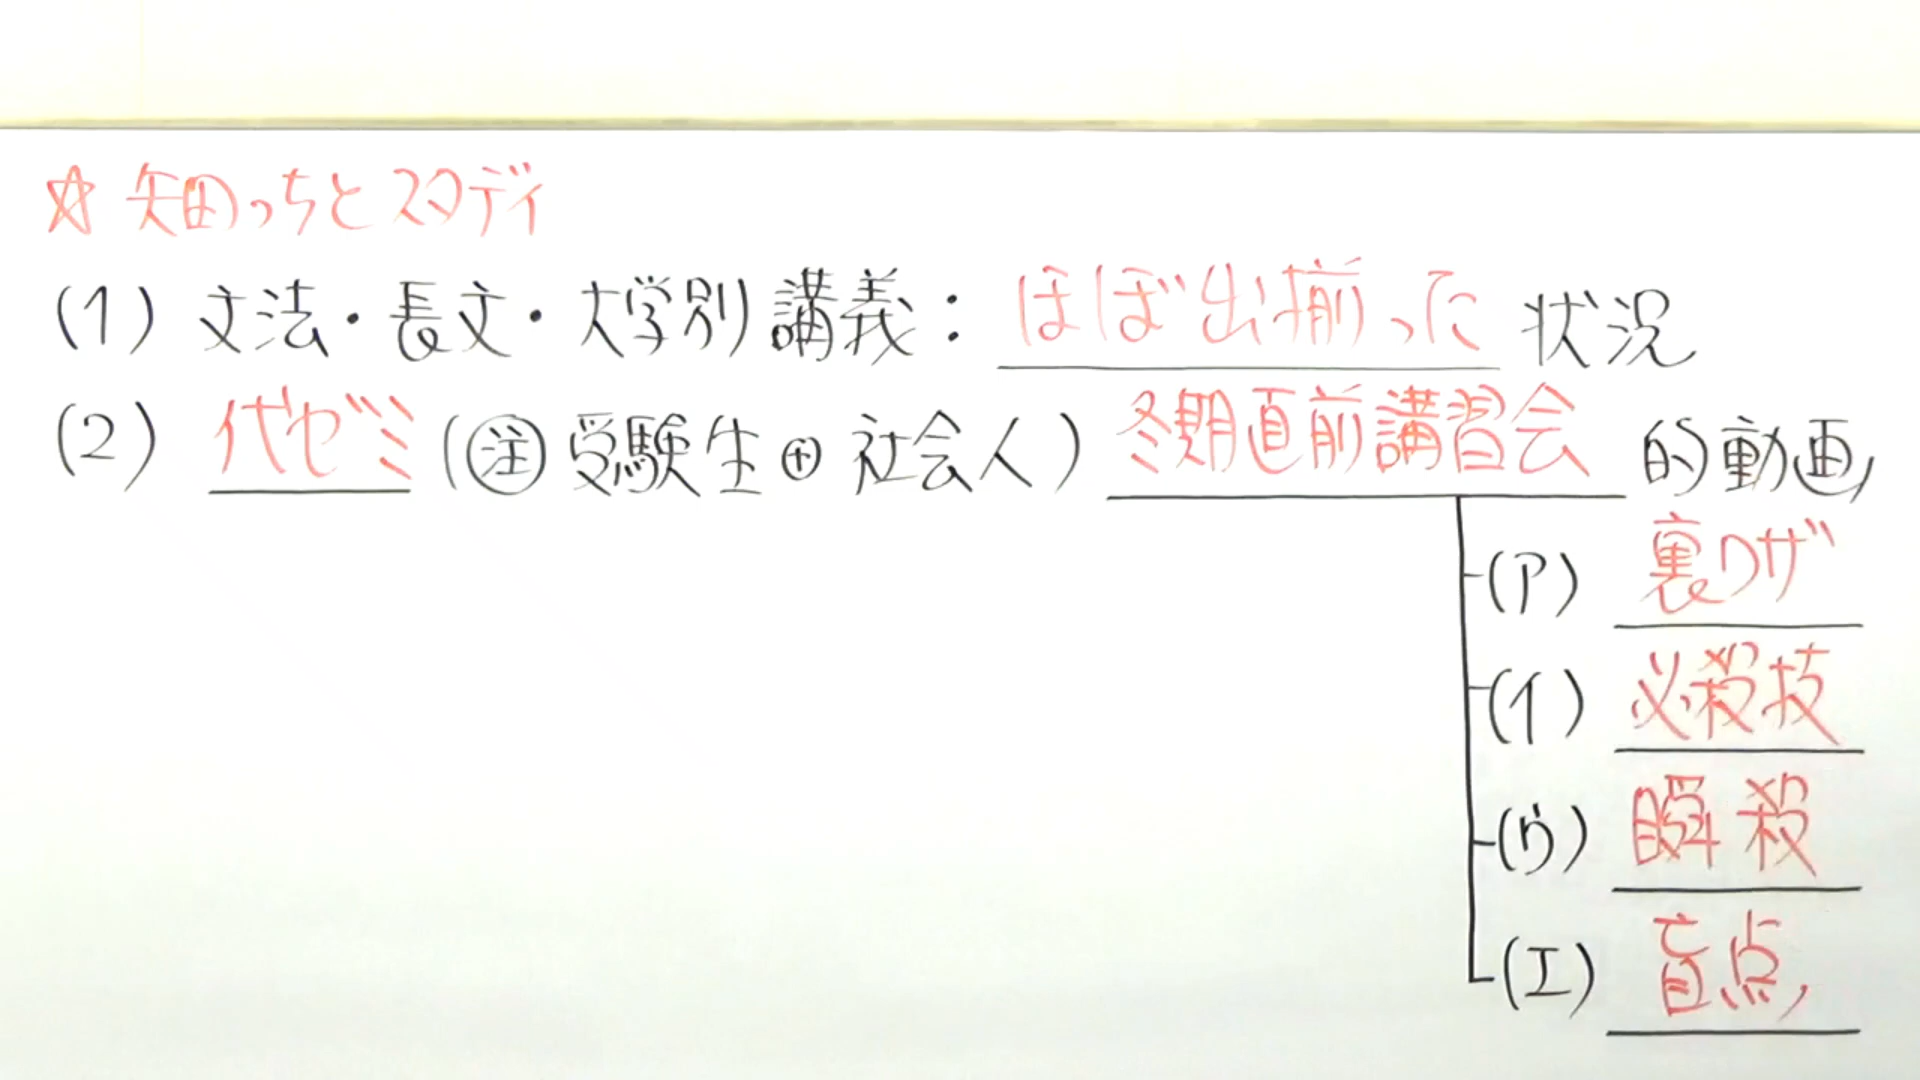 ☆ 矢田っちとスタディ
(1) 文法・長文・大学別講義：ほぼ出揃った状況
(2) 代ゼミ(注 受験生⊕社会人) 冬期直前講習会的動画
(ア) 裏ワザ
(イ) 必殺技
(ウ) 瞬殺
(エ) 盲点